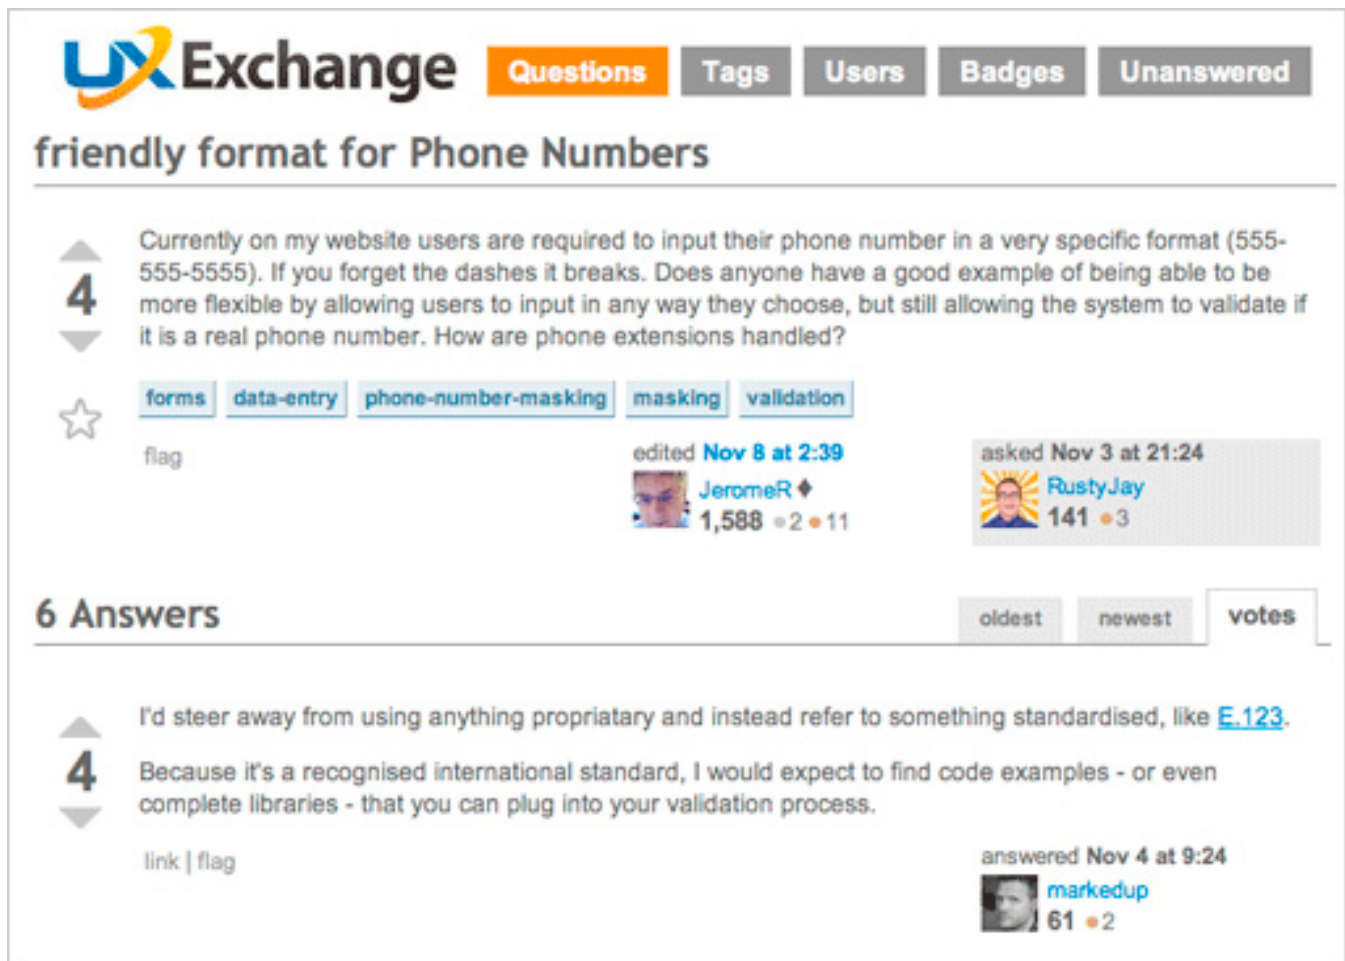 UX Exchange Questions Tags Users Badges Unanswered
friendly format for Phone Numbers
Currently on my website users are required to input their phone number in a very specific format (555-
4
555-5555). If you forget the dashes it breaks. Does anyone have a good example of being able to be
more flexible by allowing users to input in any way they choose, but still allowing the system to validate if
it is a real phone number. How are phone extensions handled?
forms data-entry phone-number-masking masking validation
flag
edited Nov 8 at 2:39
JeromeR♦
1,588 ●2 ●11
asked Nov 3 at 21:24
RustyJay
141 ●3
6 Answers
oldest newest votes
I'd steer away from using anything propriatary and instead refer to something standardised, like E.123.
4
Because it's a recognised international standard, I would expect to find code examples - or even
complete libraries - that you can plug into your validation process.
link | flag
answered Nov 4 at 9:24
markedup
61 ●2